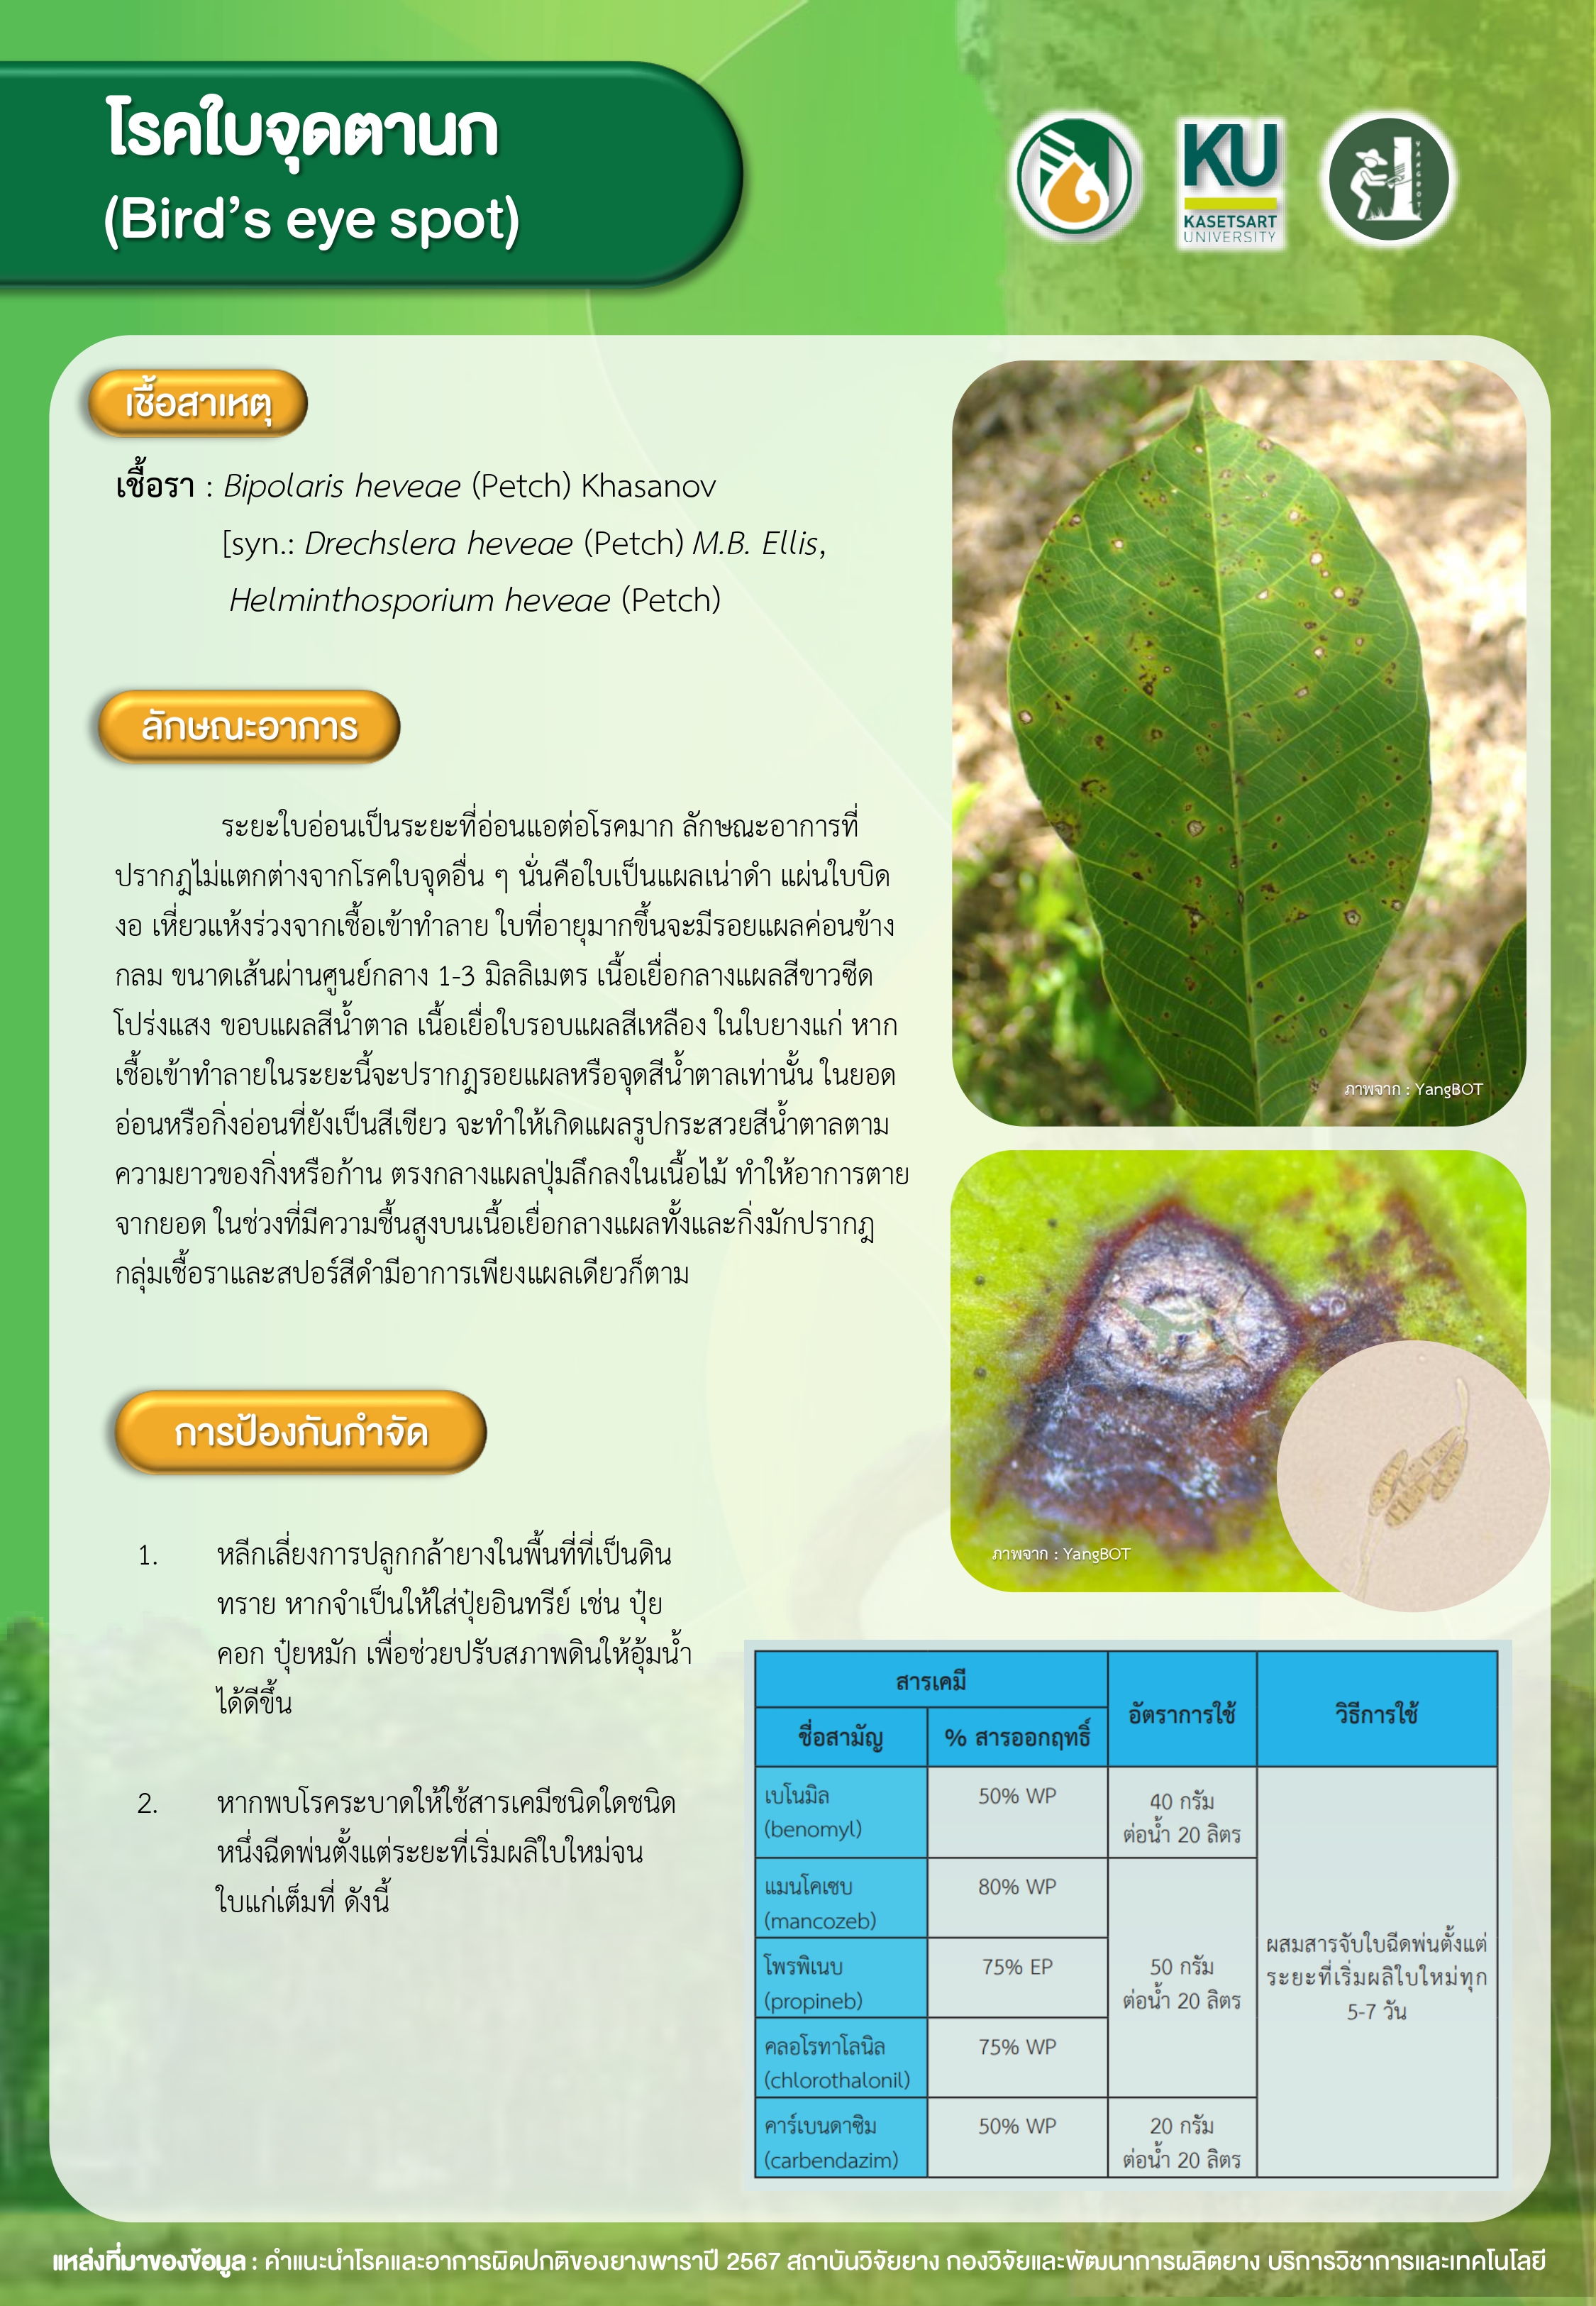 โรคใบจุดตานก
(Bird's eye spot)
KU
KASETSART
UNIVERSITY
YANGBOT
เชื้อสาเหตุ
เชื้อรา : Bipolaris heveae (Petch) Khasanov
[syn.: Drechslera heveae (Petch) M.B. Ellis,
Helminthosporium heveae (Petch)
ลักษณะอาการ
ระยะใบอ่อนเป็นระยะที่อ่อนแอต่อโรคมาก ลักษณะอาการที่
ปรากฎไม่แตกต่างจากโรคใบจุดอื่น ๆ นั่นคือใบเป็นแผลเน่าดำ แผ่นใบบิด
งอ เหี่ยวแห้งร่วงจากเชื้อเข้าทำลาย ใบที่อายุมากขึ้นจะมีรอยแผลค่อนข้าง
กลม ขนาดเส้นผ่านศูนย์กลาง 1-3 มิลลิเมตร เนื้อเยื่อกลางแผลสีขาวซีด
โปร่งแสง ขอบแผลสีน้ำตาล เนื้อเยื่อใบรอบแผลสีเหลือง ในใบยางแก่ หาก
เชื้อเข้าทำลายในระยะนี้จะปรากฎรอยแผลหรือจุดสีน้ำตาลเท่านั้น ในยอด
อ่อนหรือกิ่งอ่อนที่ยังเป็นสีเขียว จะทำให้เกิดแผลรูปกระสวยสีน้ำตาลตาม
ความยาวของกิ่งหรือก้าน ตรงกลางแผลปุ่มลึกลงในเนื้อไม้ ทำให้อาการตาย
จากยอด ในช่วงที่มีความชื้นสูงบนเนื้อเยื่อกลางแผลทั้งและกิ่งมักปรากฎ
กลุ่มเชื้อราและสปอร์สีดำมีอาการเพียงแผลเดียวก็ตาม
ภาพจาก : YangBOT
ภาพจาก : YangBOT
การป้องกันกำจัด
1. หลีกเลี่ยงการปลูกกล้ายางในพื้นที่ที่เป็นดิน
ทราย หากจำเป็นให้ใส่ปุ๋ยอินทรีย์ เช่น ปุ๋ย
คอก ปุ๋ยหมัก เพื่อช่วยปรับสภาพดินให้อุ้มน้ำ
ได้ดีขึ้น
2. หากพบโรคระบาดให้ใช้สารเคมีชนิดใดชนิด
หนึ่งฉีดพ่นตั้งแต่ระยะที่เริ่มผลิใบใหม่จน
ใบแก่เต็มที่ ดังนี้
สารเคมี
อัตราการใช้
วิธีการใช้
ชื่อสามัญ
% สารออกฤทธิ์
เบโนมิล
(benomyl)
50% WP
40 กรัม
ต่อน้ำ 20 ลิตร
แมนโคเซบ
(mancozeb)
80% WP
โพรพิเนบ
(propineb)
75% EP
50 กรัม
ต่อน้ำ 20 ลิตร
คลอโรทาโลนิล
(chlorothalonil)
75% WP
คาร์เบนดาซิม
(carbendazim)
50% WP
20 กรัม
ต่อน้ำ 20 ลิตร
ผสมสารจับใบฉีดพ่นตั้งแต่
ระยะที่เริ่มผลิใบใหม่ทุก
5-7 วัน
แหล่งที่มาของข้อมูล : คำแนะนำโรคและอาการผิดปกติของยางพาราปี 2567 สถาบันวิจัยยาง กองวิจัยและพัฒนาการผลิตยาง บริการวิชาการและเทคโนโลยี